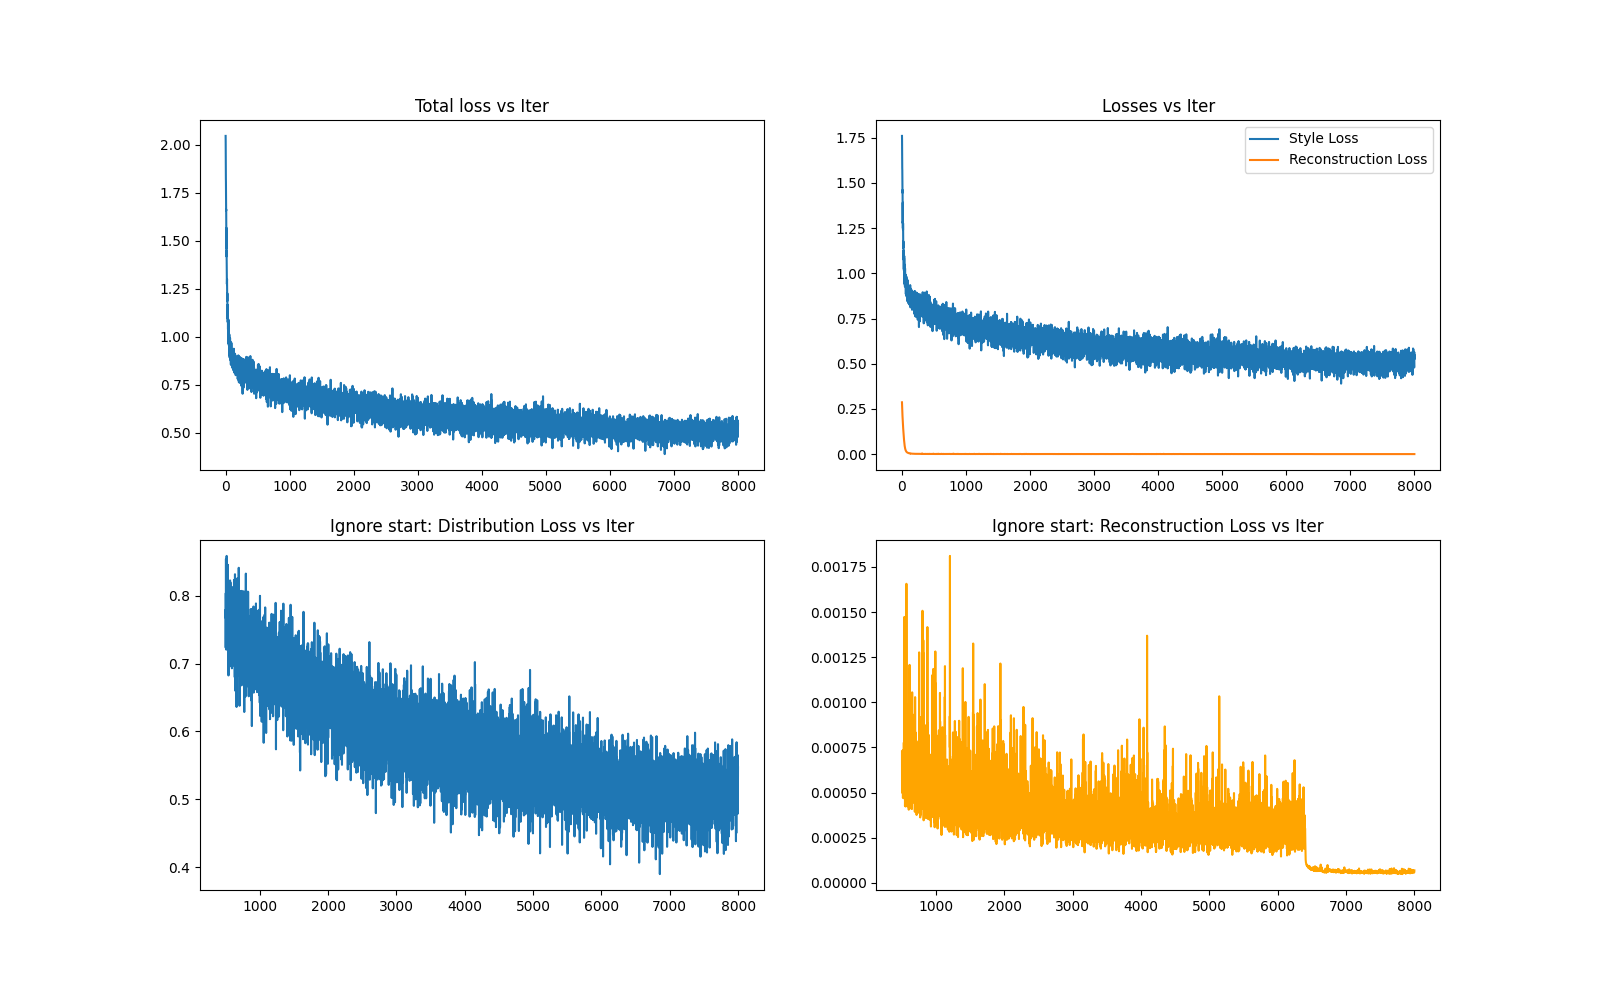 Total loss vs Iter
2.00
1.75
1.50
1.25
1.00
0.75
0.50
0 1000 2000 3000 4000 5000 6000 7000 8000
Losses vs Iter
Style Loss
Reconstruction Loss
1.75
1.50
1.25
1.00
0.75
0.50
0.25
0.00
0 1000 2000 3000 4000 5000 6000 7000 8000
Ignore start: Distribution Loss vs Iter
0.8
0.7
0.6
0.5
0.4
1000 2000 3000 4000 5000 6000 7000 8000
Ignore start: Reconstruction Loss vs Iter
0.00175
0.00150
0.00125
0.00100
0.00075
0.00050
0.00025
0.00000
1000 2000 3000 4000 5000 6000 7000 8000